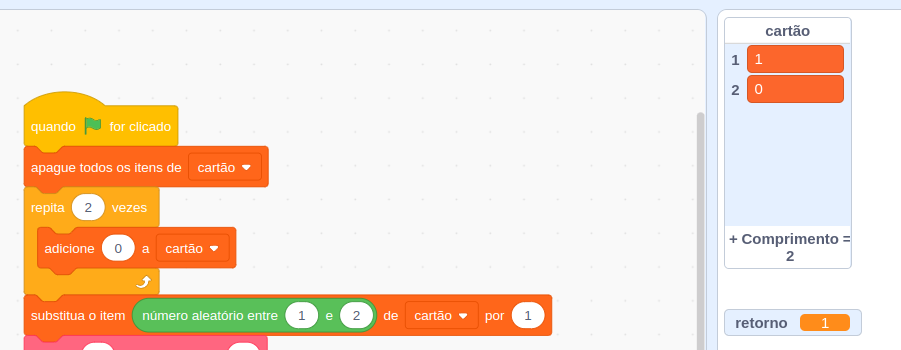 quando for clicado
apague todos os itens de cartão
repita 2 vezes
adicione 0 a cartão
substitua o item número aleatório entre 1 e 2 de cartão por 1
cartão
1 1
2 0
+ Comprimento =
2
retorno 1